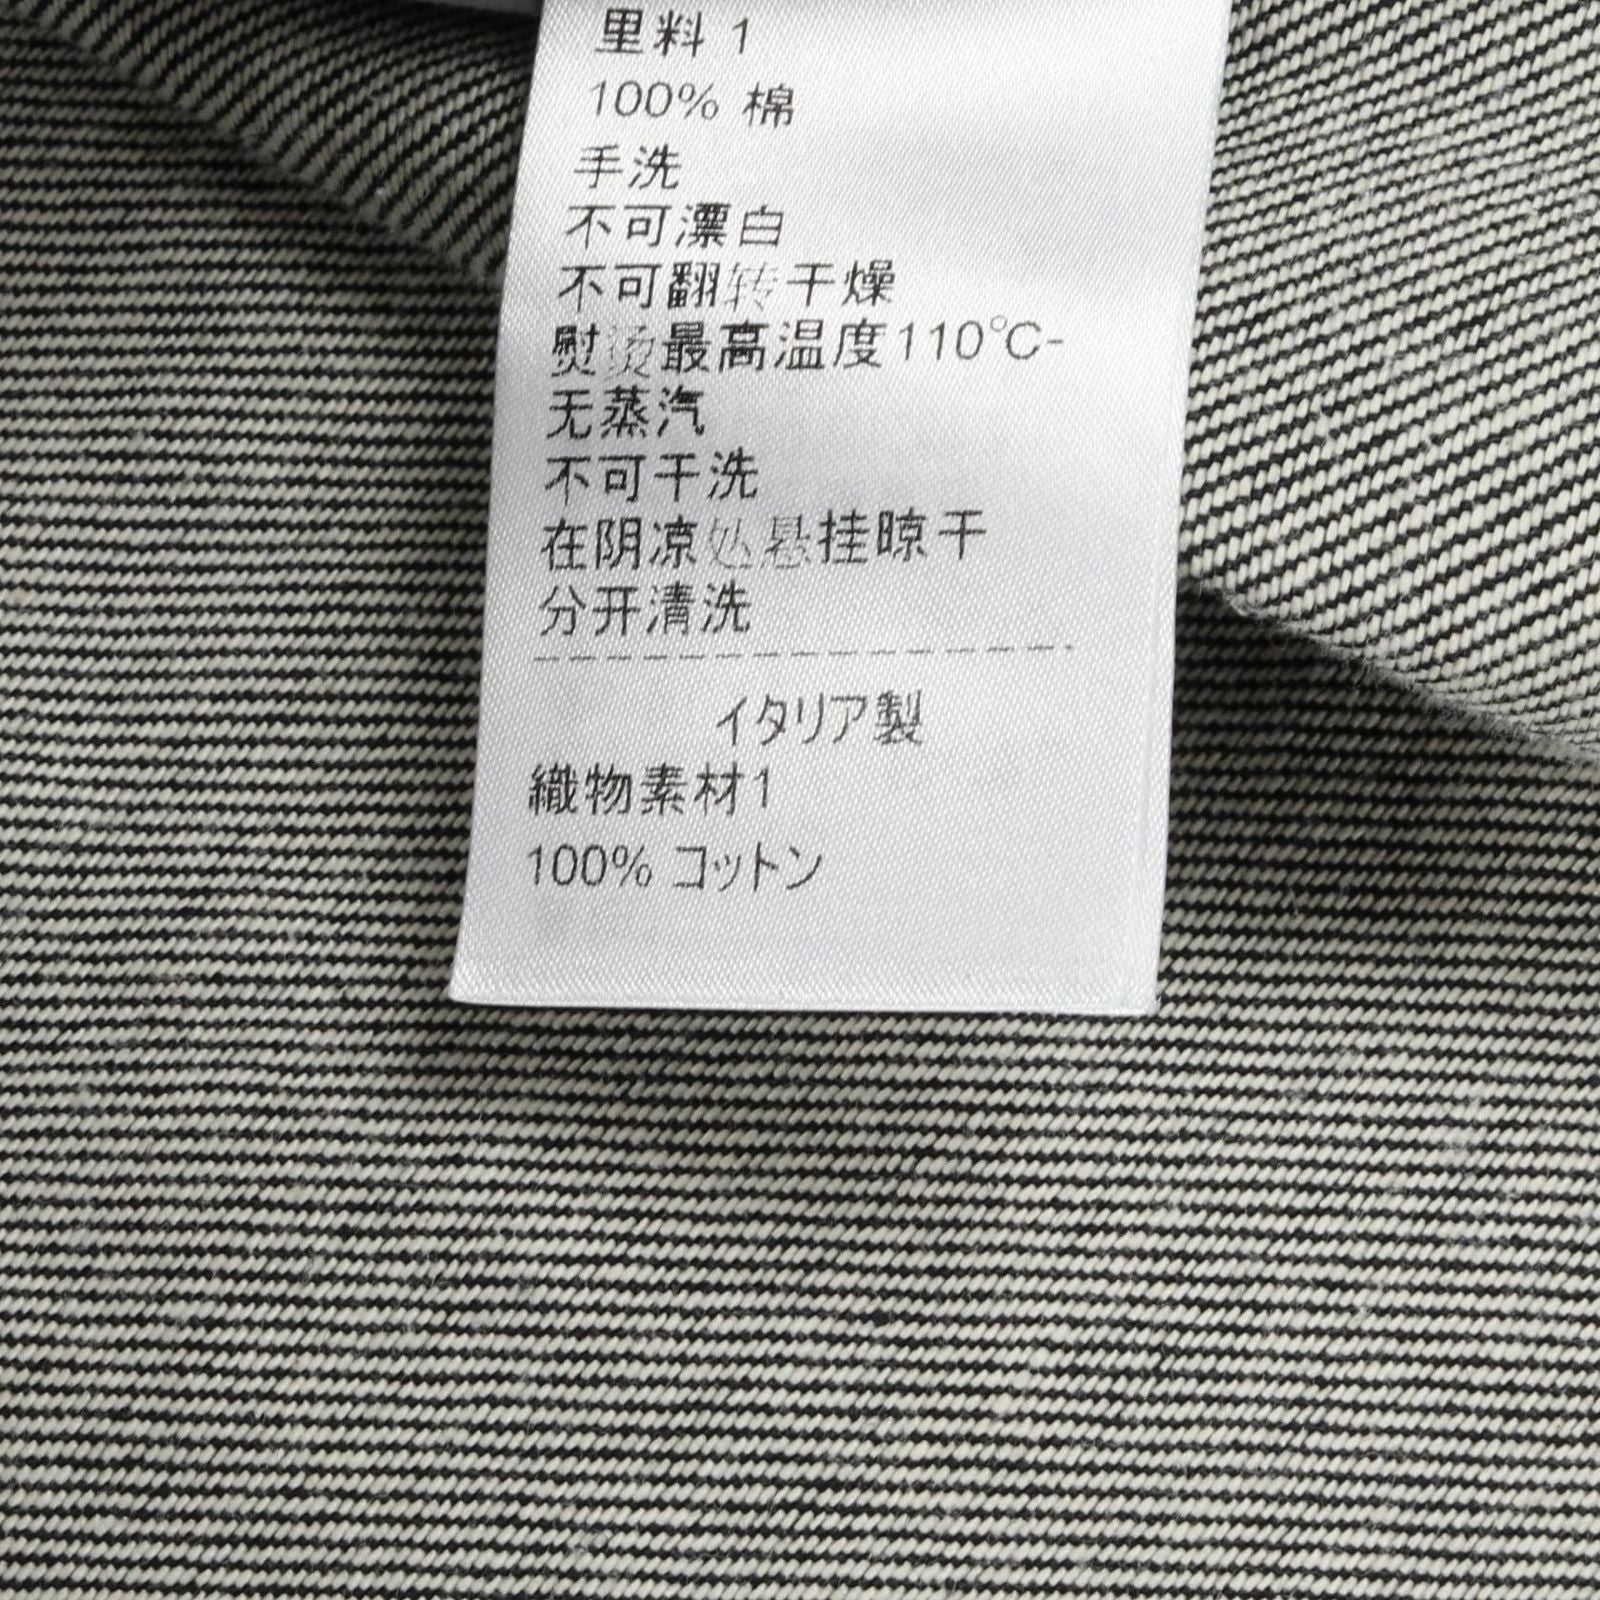 里料 1
100% 棉
手洗
不可漂白
不可翻转干燥
熨烫最高温度110°C-
无蒸汽
不可干洗
在阴凉处悬挂晾干
分开清洗
イタリア製
織物素材1
100% コットン